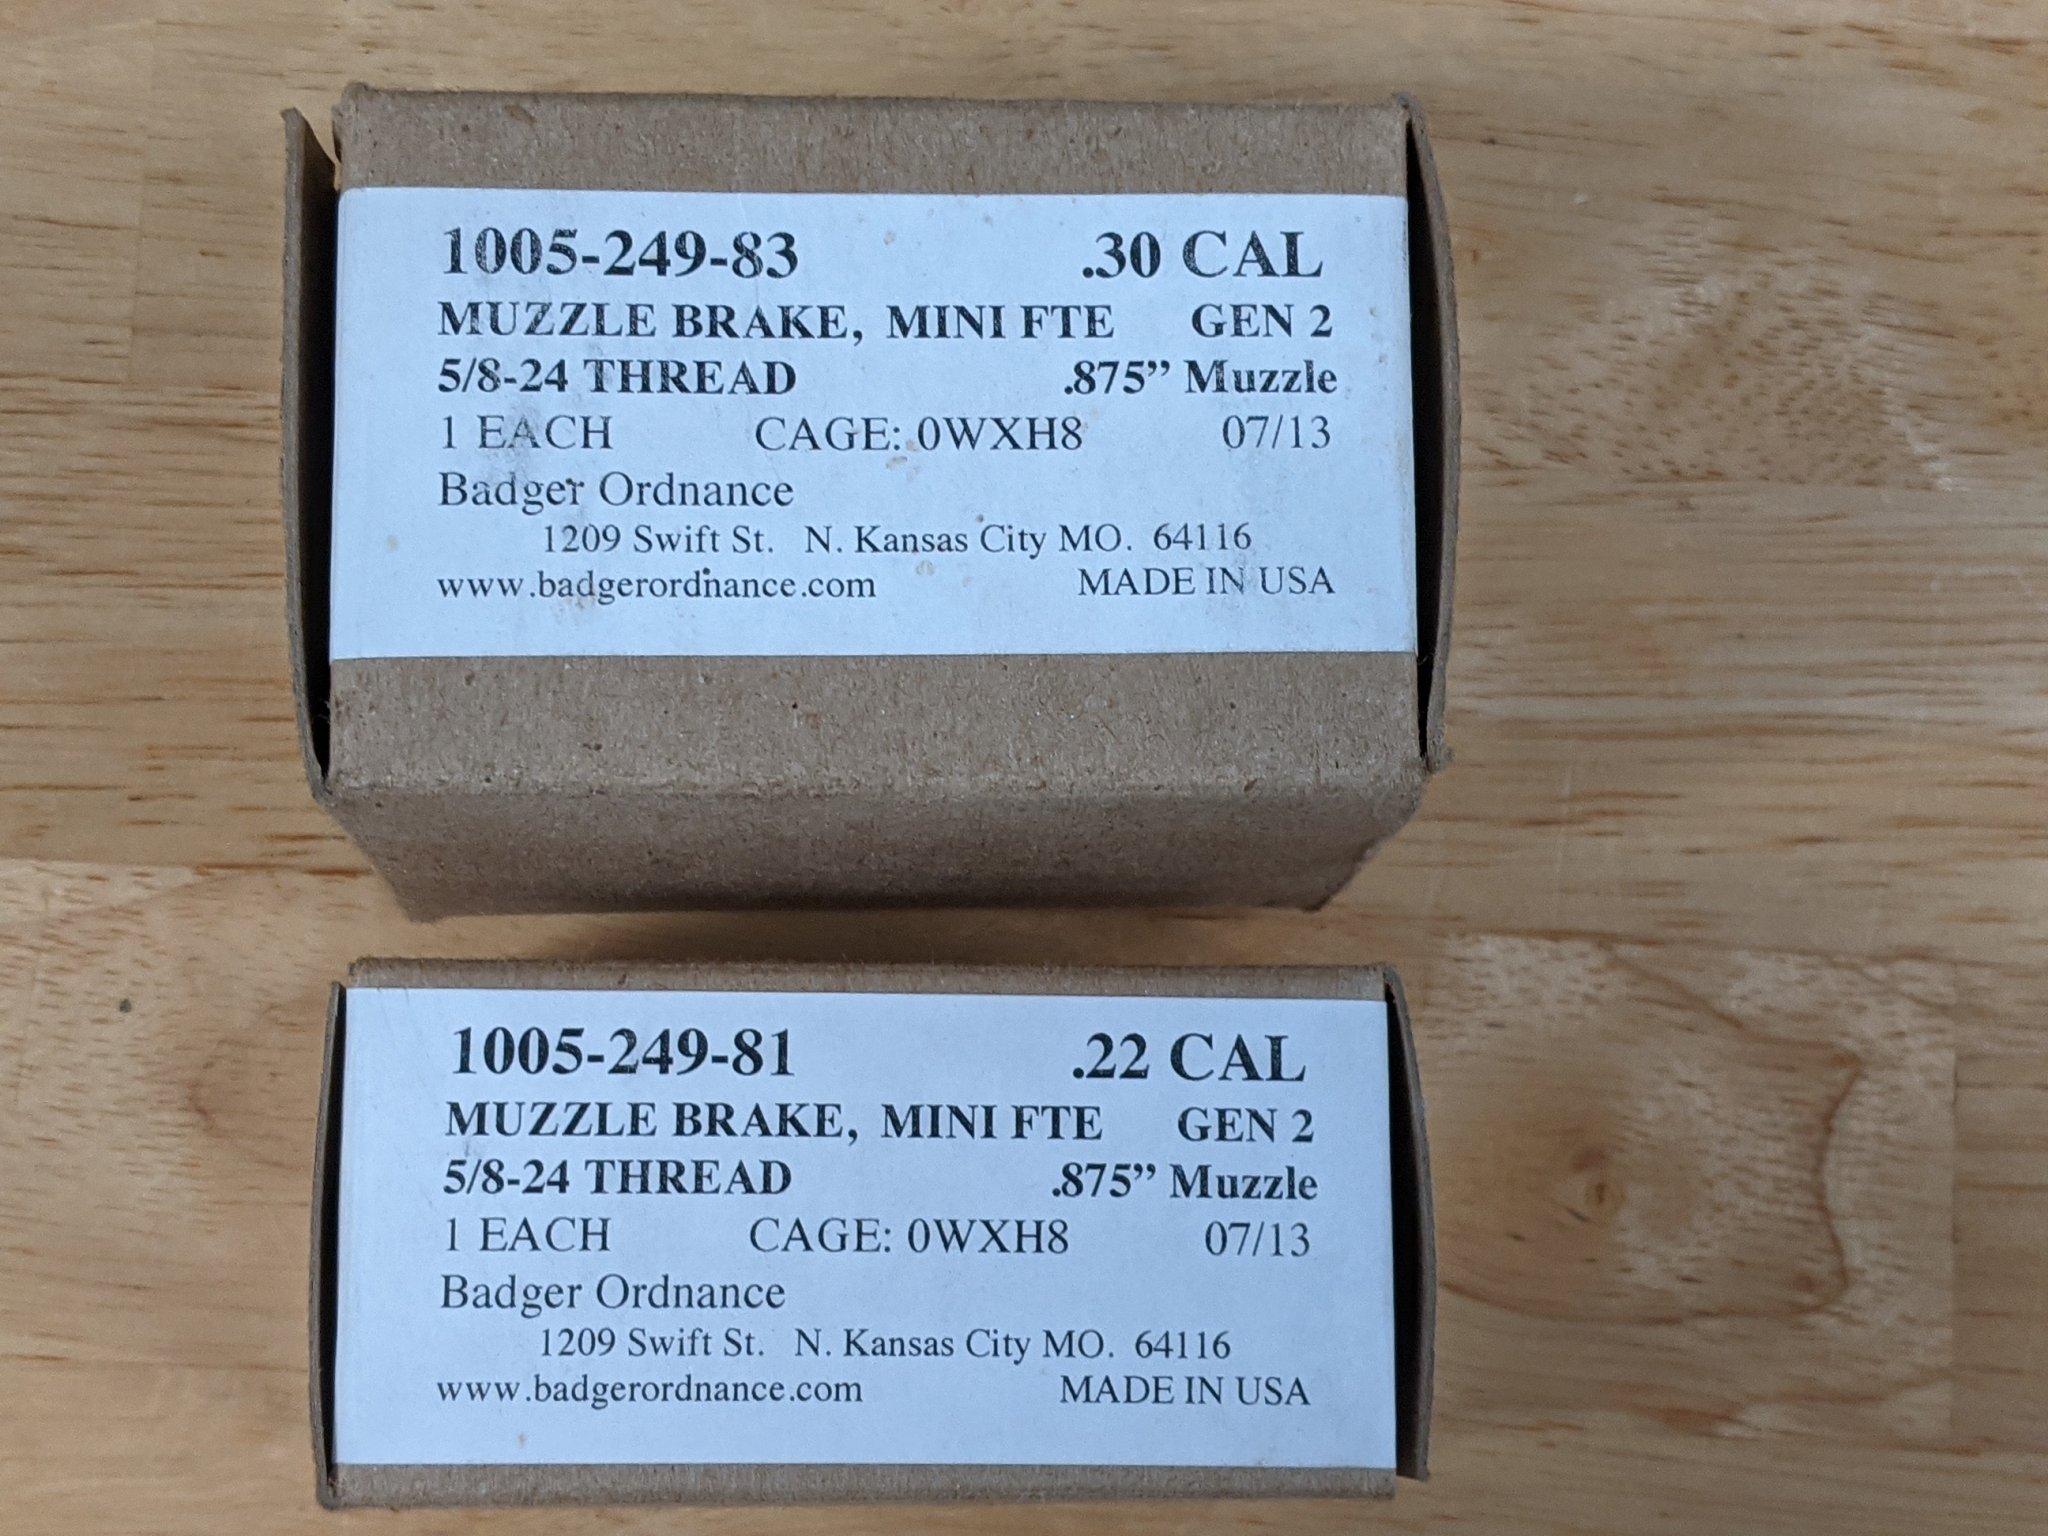 1005-249-83 .30 CAL
MUZZLE BRAKE, MINI FTE GEN 2
5/8-24 THREAD .875” Muzzle
1 EACH CAGE: 0WXH8 07/13
Badger Ordnance
1209 Swift St. N. Kansas City MO. 64116
www.badgerordnance.com MADE IN USA
1005-249-81 .22 CAL
MUZZLE BRAKE, MINI FTE GEN 2
5/8-24 THREAD .875” Muzzle
1 EACH CAGE: 0WXH8 07/13
Badger Ordnance
1209 Swift St. N. Kansas City MO. 64116
www.badgerordnance.com MADE IN USA